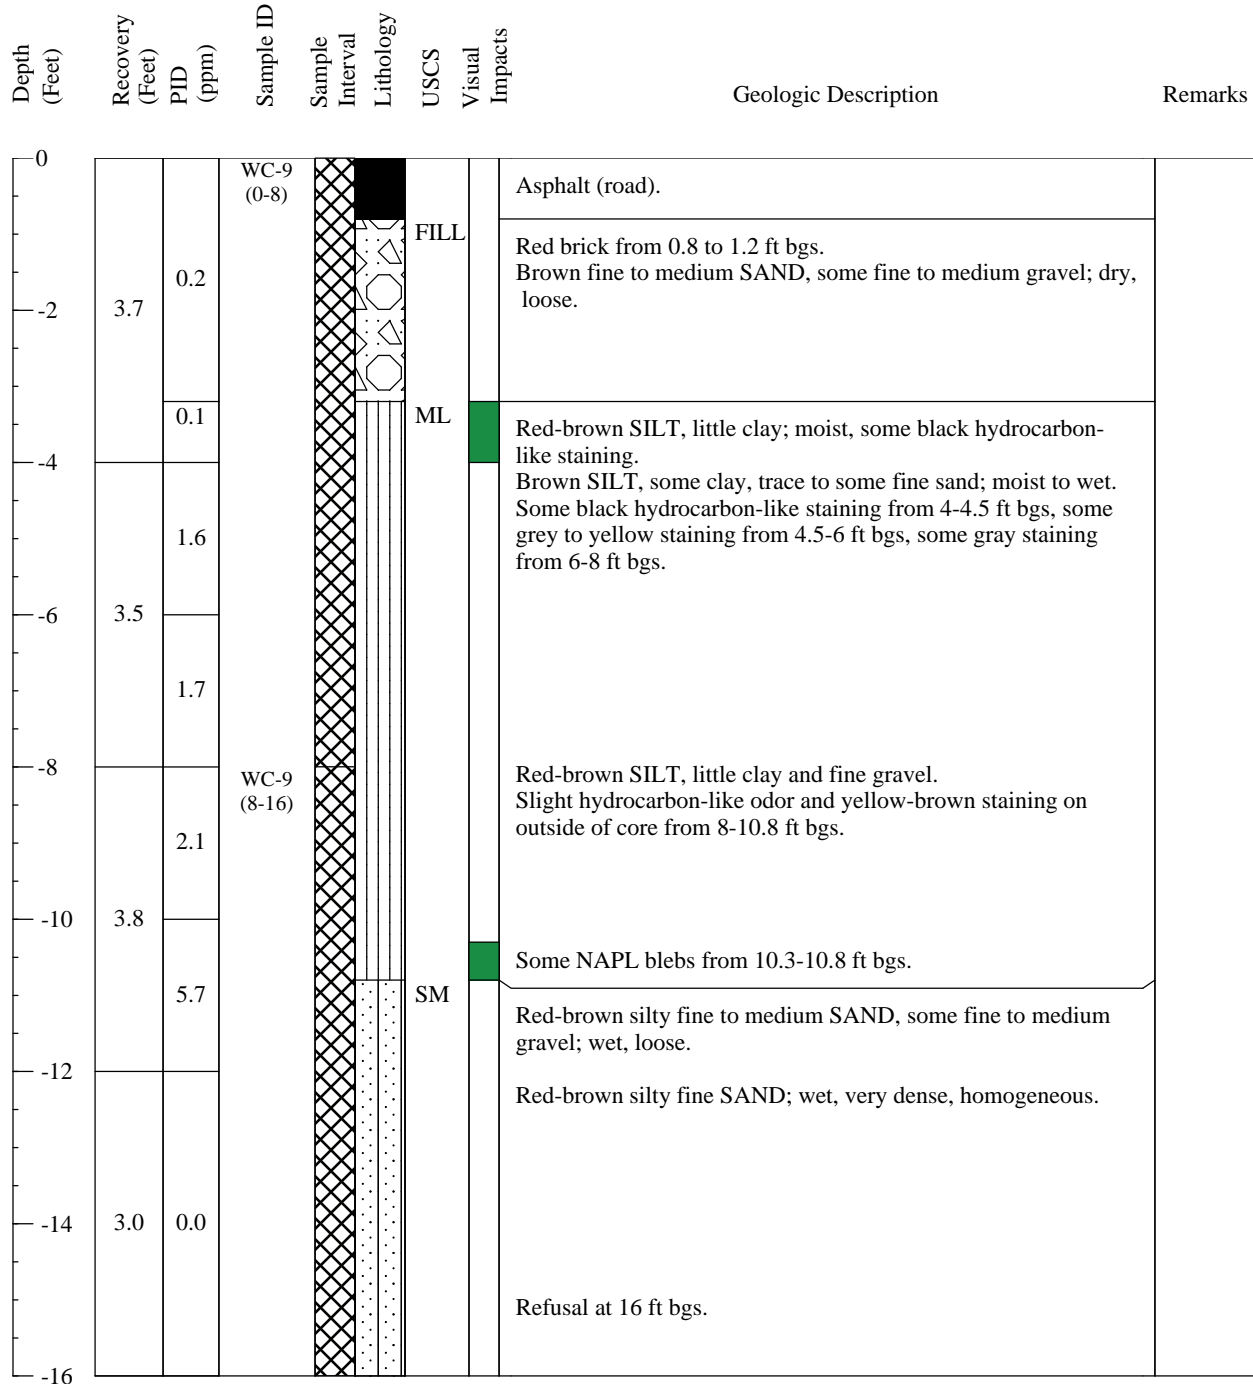 Depth
(Feet)
Recovery
(Feet)
PID
(ppm)
Sample ID
Sample
Interval
Lithology
USCS
Visual
Impacts
Geologic Description
Remarks
0
WC-9
(0-8)
Asphalt (road).
FILL
Red brick from 0.8 to 1.2 ft bgs.
Brown fine to medium SAND, some fine to medium gravel; dry,
loose.
0.2
-2
3.7
0.1
ML
Red-brown SILT, little clay; moist, some black hydrocarbon-
like staining.
-4
Brown SILT, some clay, trace to some fine sand; moist to wet.
Some black hydrocarbon-like staining from 4-4.5 ft bgs, some
grey to yellow staining from 4.5-6 ft bgs, some gray staining
from 6-8 ft bgs.
1.6
-6
3.5
1.7
-8
WC-9
(8-16)
Red-brown SILT, little clay and fine gravel.
Slight hydrocarbon-like odor and yellow-brown staining on
outside of core from 8-10.8 ft bgs.
2.1
-10
3.8
Some NAPL blebs from 10.3-10.8 ft bgs.
5.7
SM
Red-brown silty fine to medium SAND, some fine to medium
gravel; wet, loose.
-12
Red-brown silty fine SAND; wet, very dense, homogeneous.
-14
3.0
0.0
Refusal at 16 ft bgs.
-16